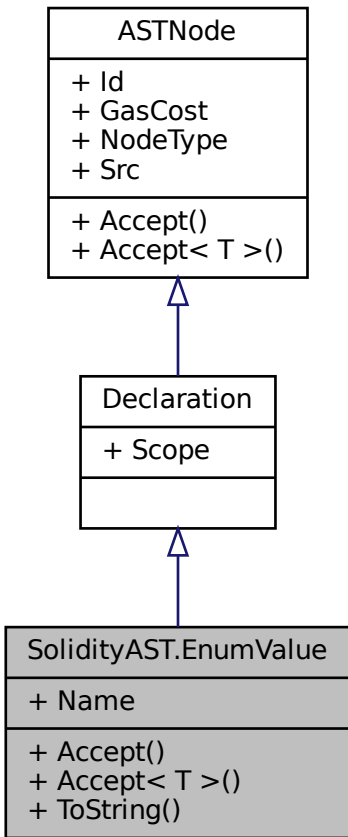 ASTNode
+ Id
+ GasCost
+ NodeType
+ Src
+ Accept()
+ Accept< T >()
Declaration
+ Scope
SolidityAST.EnumValue
+ Name
+ Accept()
+ Accept< T >()
+ ToString()